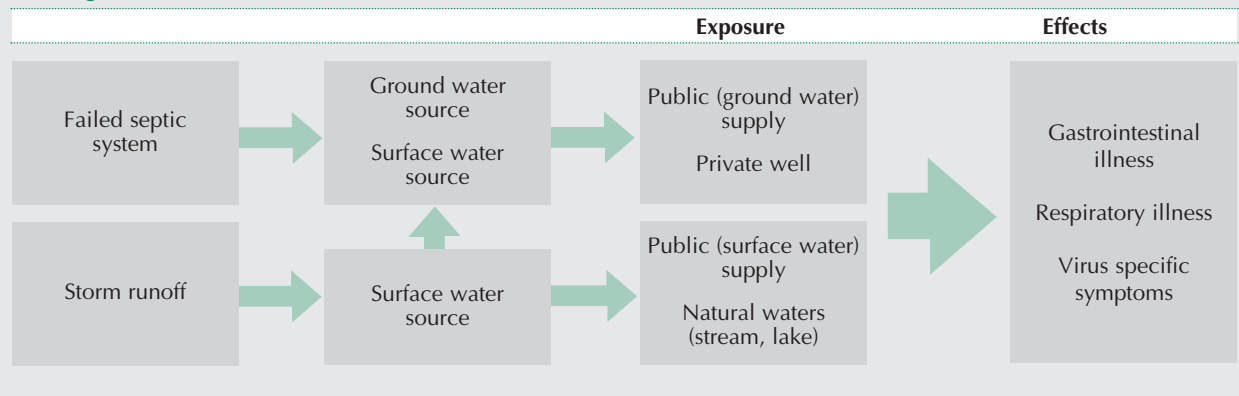 Exposure
Effects
Failed septic
system
Ground water
source
Surface water
source
Public (ground water)
supply
Private well
Storm runoff
Surface water
source
Public (surface water)
supply
Natural waters
(stream, lake)
Gastrointestinal
illness
Respiratory illness
Virus specific
symptoms